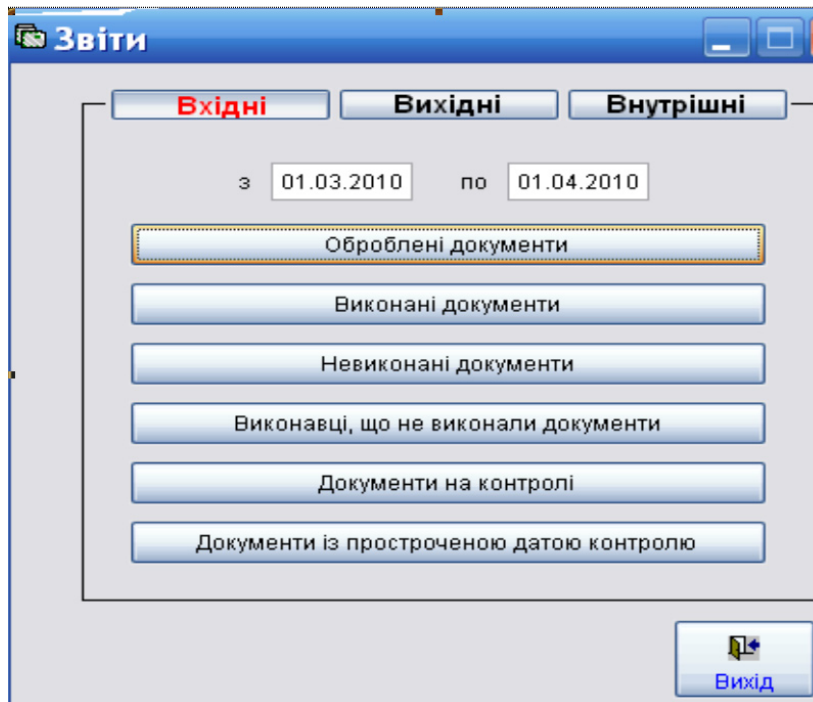 Звіти
Вхідні Вихідні Внутрішні
з 01.03.2010 по 01.04.2010
Оброблені документи
Виконані документи
Невиконані документи
Виконавці, що не виконали документи
Документи на контролі
Документи із простроченою датою контролю
Вихід